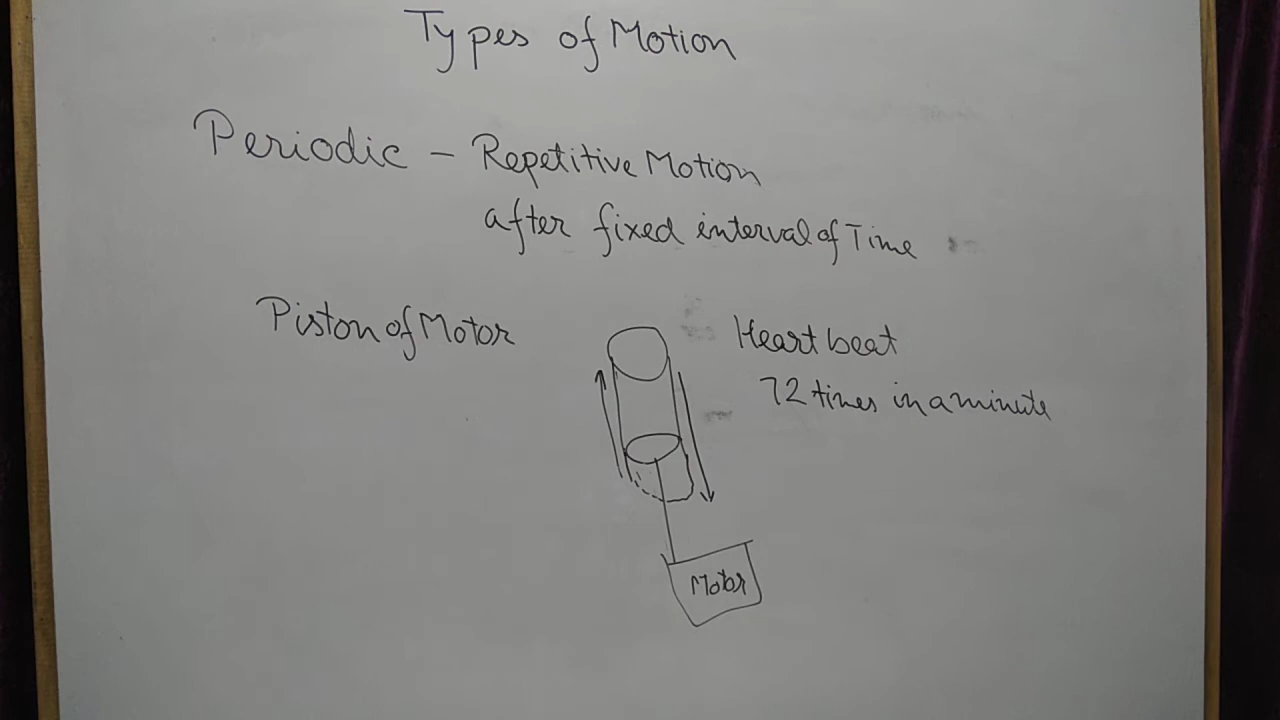 Types of Motion
Periodic - Repetitive Motion
after fixed interval of Time
Piston of Motor
Heart beat
72 times in a minute
Motor